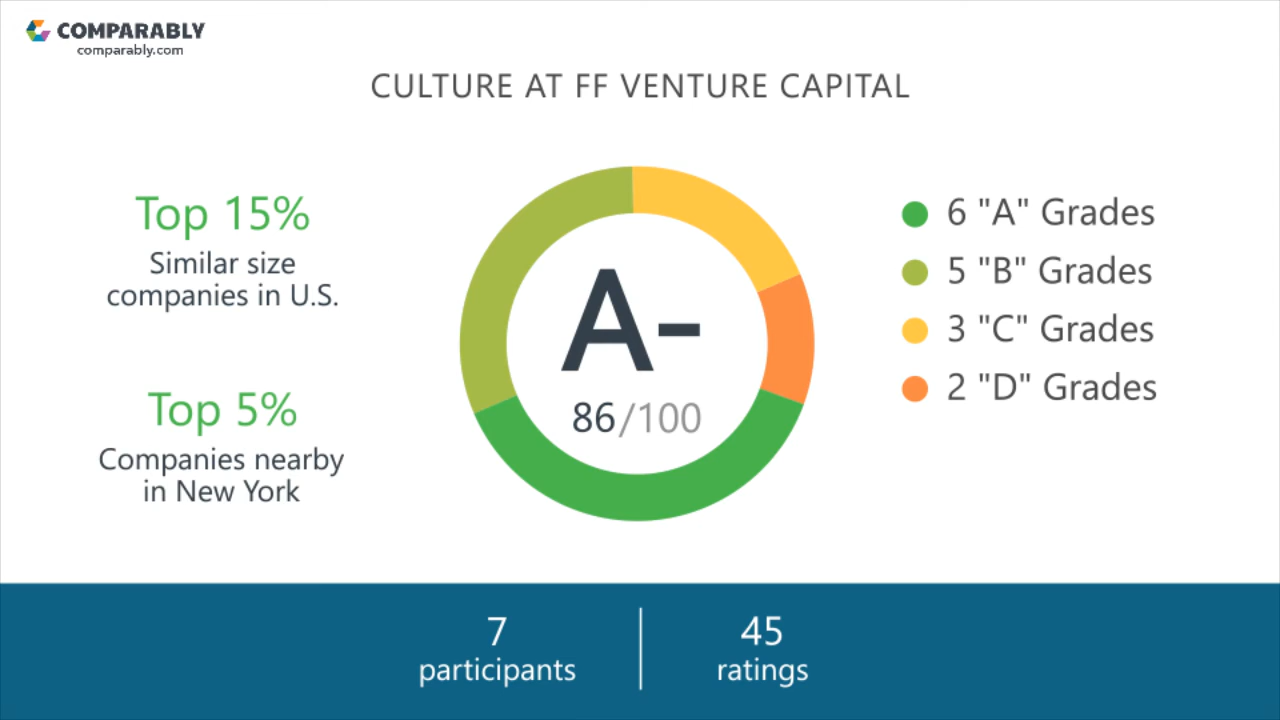 COMPARABLY
comparably.com
CULTURE AT FF VENTURE CAPITAL
Top 15%
Similar size
companies in U.S.
Top 5%
Companies nearby
in New York
A-
86/100
6 "A" Grades
5 "B" Grades
3 "C" Grades
2 "D" Grades
7
participants
45
ratings